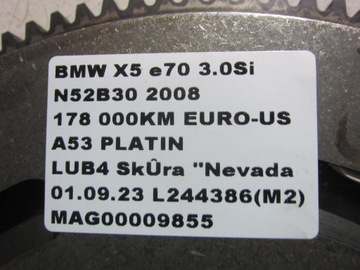 BMW X5 e70 3.0Si
N52B30 2008
178 000KM EURO-US
A53 PLATIN
LUB4 SkÛra "Nevada
01.09.23 L244386(M2)
MAG00009855